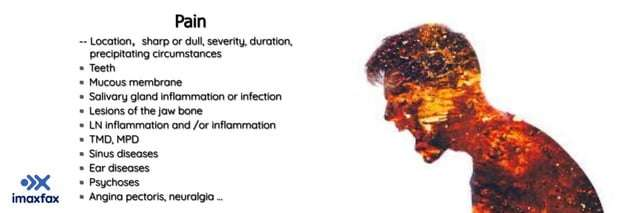 Pain
-- Location, sharp or dull, severity, duration,
precipitating circumstances
Teeth
Mucous membrane
Salivary gland inflammation or infection
Lesions of the jaw bone
LN inflammation and /or inflammation
TMD, MPD
Sinus diseases
Ear diseases
Psychoses
Angina pectoris, neuralgia ...
imaxfax